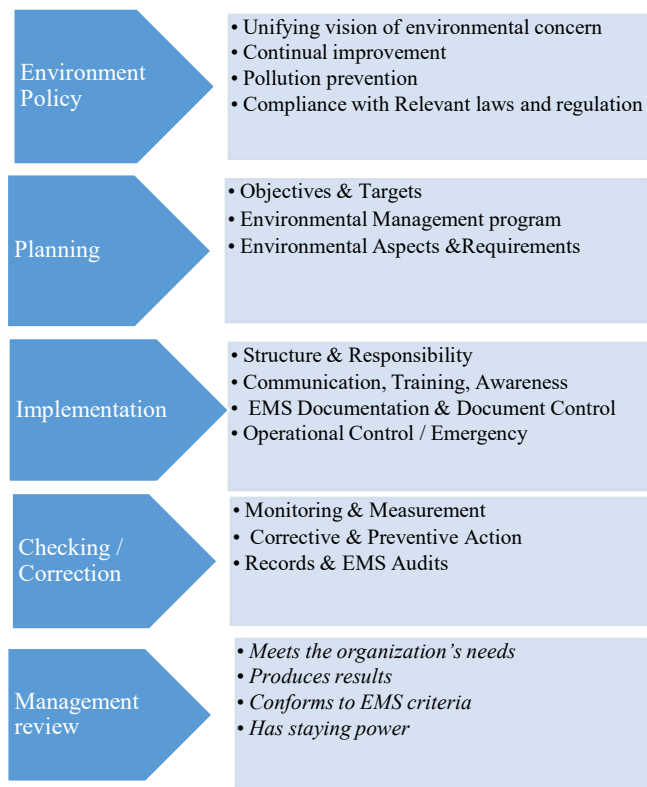 Environment
Policy
• Unifying vision of environmental concern
• Continual improvement
• Pollution prevention
• Compliance with Relevant laws and regulation
Planning
• Objectives & Targets
• Environmental Management program
• Environmental Aspects &Requirements
Implementation
• Structure & Responsibility
• Communication, Training, Awareness
• EMS Documentation & Document Control
• Operational Control / Emergency
Checking /
Correction
• Monitoring & Measurement
• Corrective & Preventive Action
• Records & EMS Audits
Management
review
• Meets the organization’s needs
• Produces results
• Conforms to EMS criteria
• Has staying power